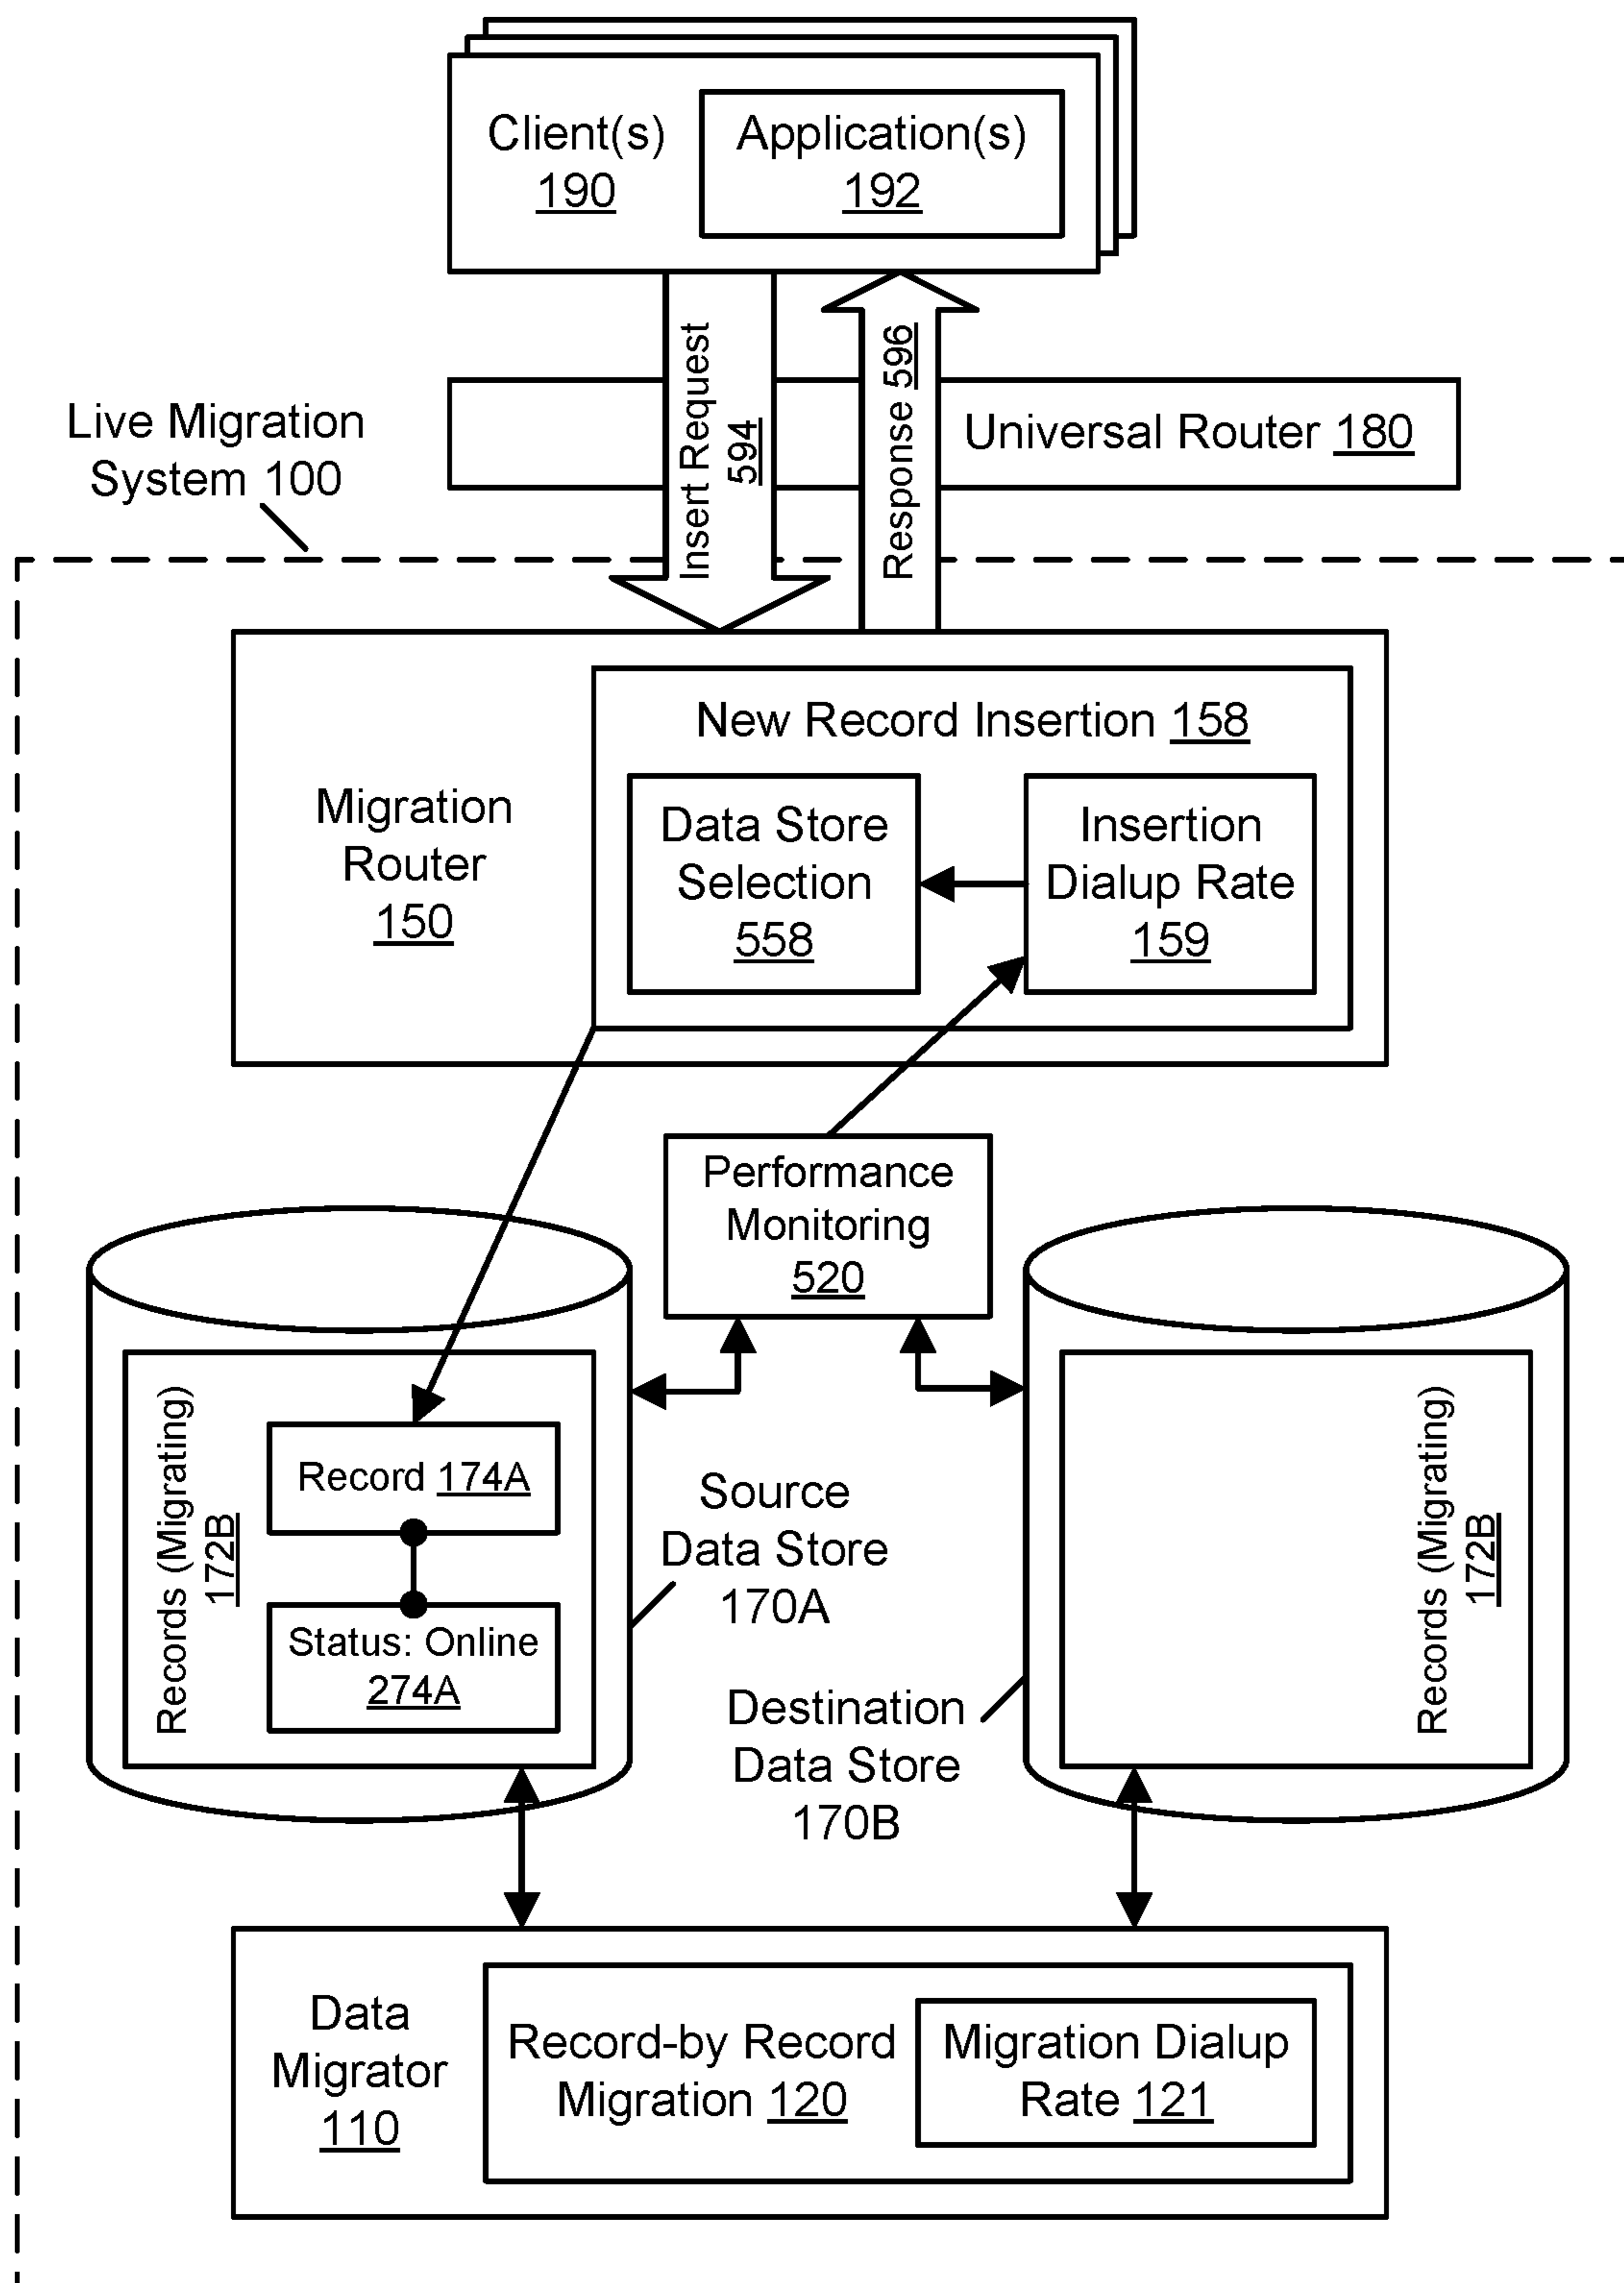 Client(s)
190
Application(s)
192
Insert Request
594
Response 596
Universal Router 180
Live Migration
System 100
New Record Insertion 158
Migration
Router
150
Data Store
Selection
558
Insertion
Dialup Rate
159
Performance
Monitoring
520
Records (Migrating)
172B
Record 174A
Status: Online
274A
Source
Data Store
170A
Destination
Data Store
170B
Records (Migrating)
172B
Data
Migrator
110
Record-by Record
Migration 120
Migration Dialup
Rate 121